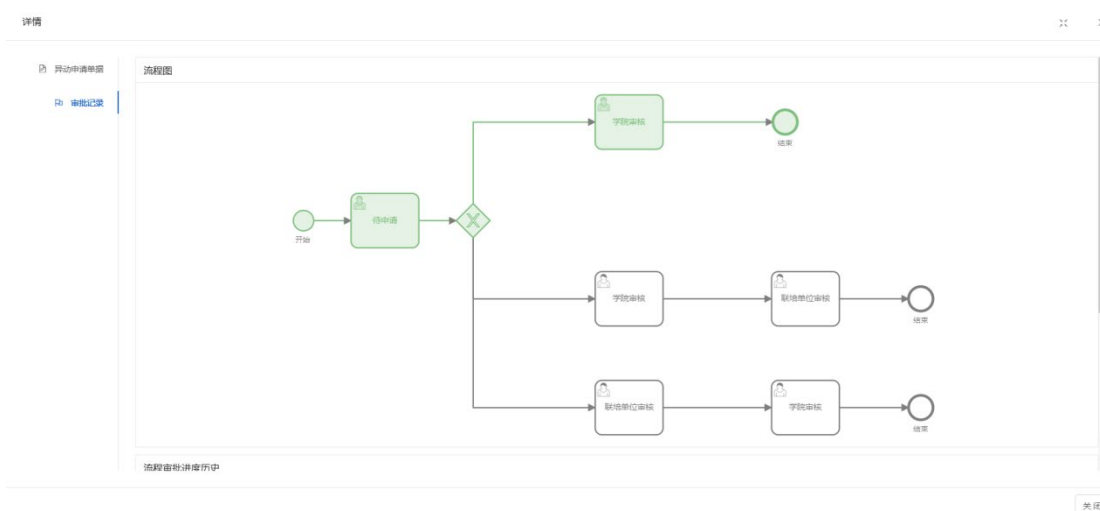 详情
异动申请单据
审批记录
流程图
学院审核
结束
待申请
开始
学院审核
联培单位审核
结束
联培单位审核
学院审核
结束
流程审批进度历史
关闭